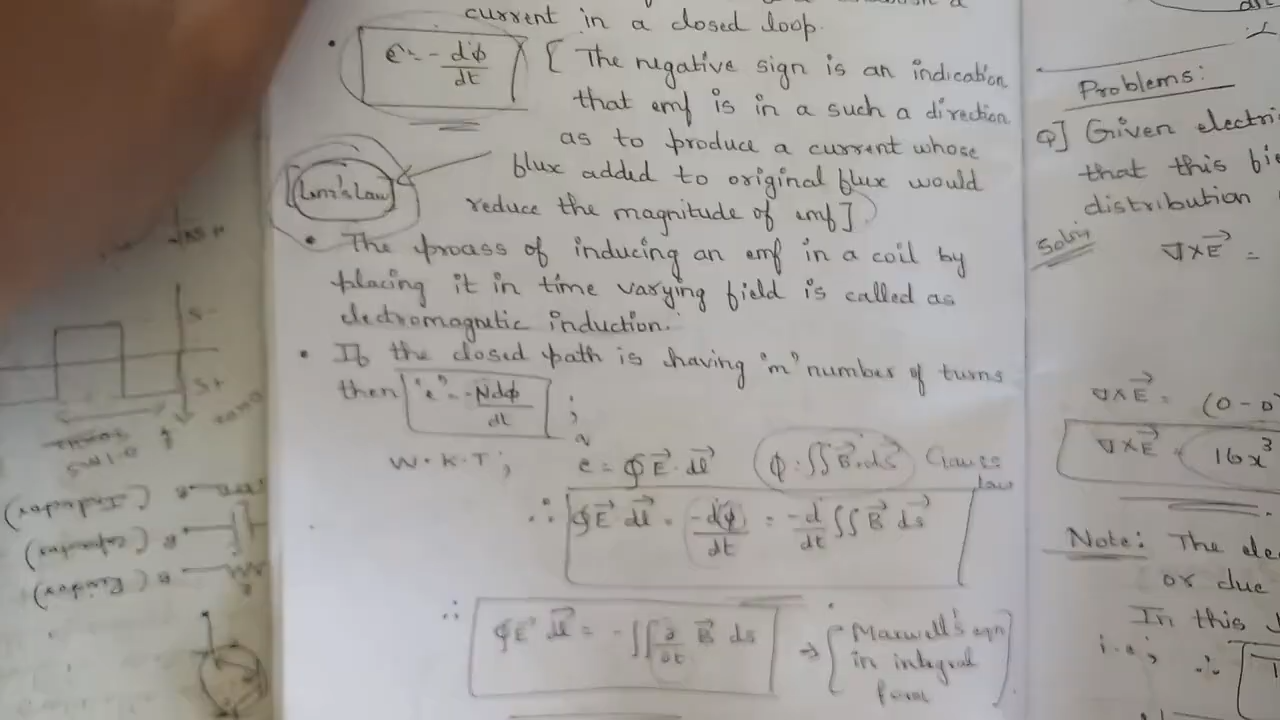 current in a closed loop.
• e = - dφ/dt [ The negative sign is an indication
that emf is in a such a direction
as to produce a current whose
flux added to original flux would
reduce the magnitude of emf ]
Lenz's Law
• The process of inducing an emf in a coil by
placing it in time varying field is called as
electromagnetic induction.
• If the closed path is having "n" number of turns
then "e" = -Ndφ/dt ;
W.K.T; e = ∮E⃗.dl⃗ φ = ∬B⃗.ds⃗ Gauss
law
∴ ∮E⃗ dl⃗ = -dφ/dt = -d/dt ∬ B⃗ ds⃗
∴ ∮E⃗ dl⃗ = -∬ ∂/∂t B⃗ ds ⇒ { Maxwell's eqn
in integral
form
Problems:
Q] Given electri
that this
distribution
Soln
∇×E⃗ =
∇×E⃗ = (0-0
∇×E⃗ = 16x³
Note: The ele
or due
In this
i.e; ∴
(Inductor)
(capacitor)
(Resistor)